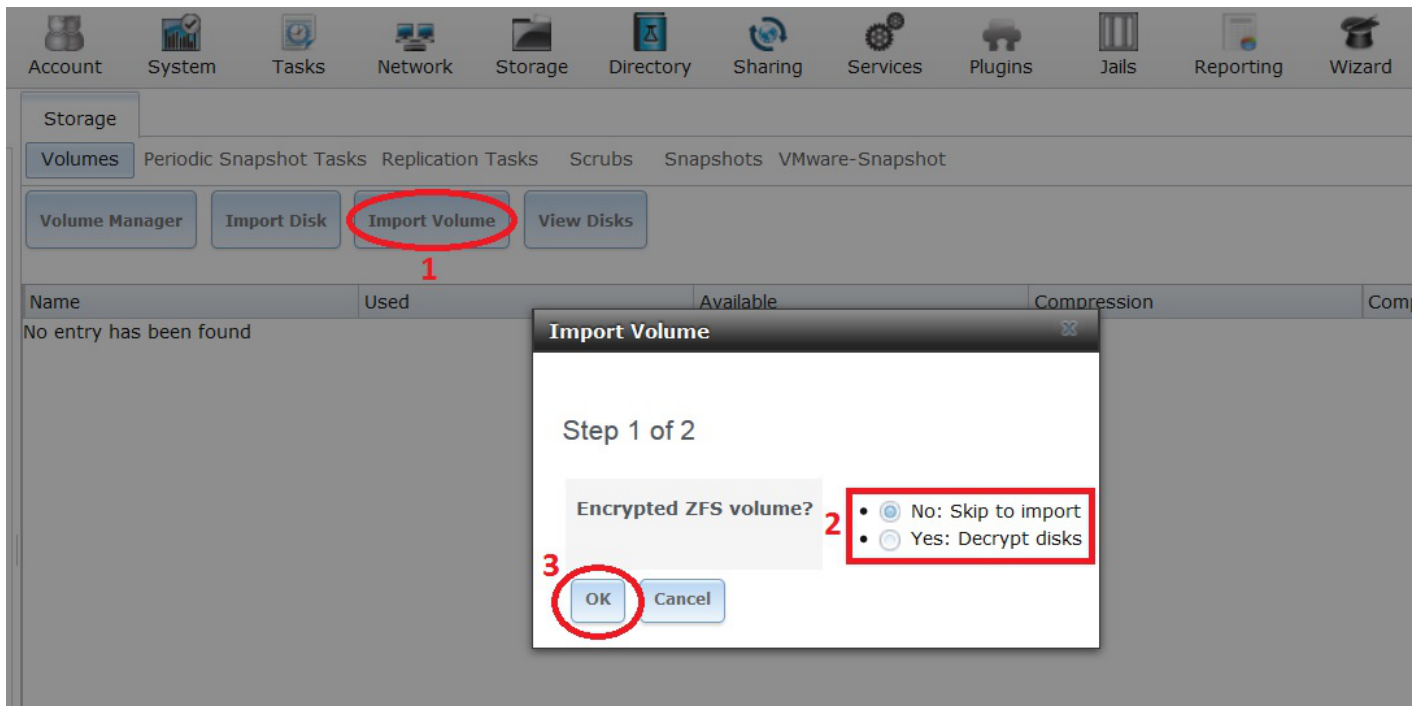 Account System Tasks Network Storage Directory Sharing Services Plugins Jails Reporting Wizard
Storage
Volumes Periodic Snapshot Tasks Replication Tasks Scrubs Snapshots VMware-Snapshot
Volume Manager Import Disk Import Volume View Disks
1
Name Used Available Compression Com
No entry has been found
Import Volume
Step 1 of 2
Encrypted ZFS volume?
2
• No: Skip to import
• Yes: Decrypt disks
3
OK Cancel